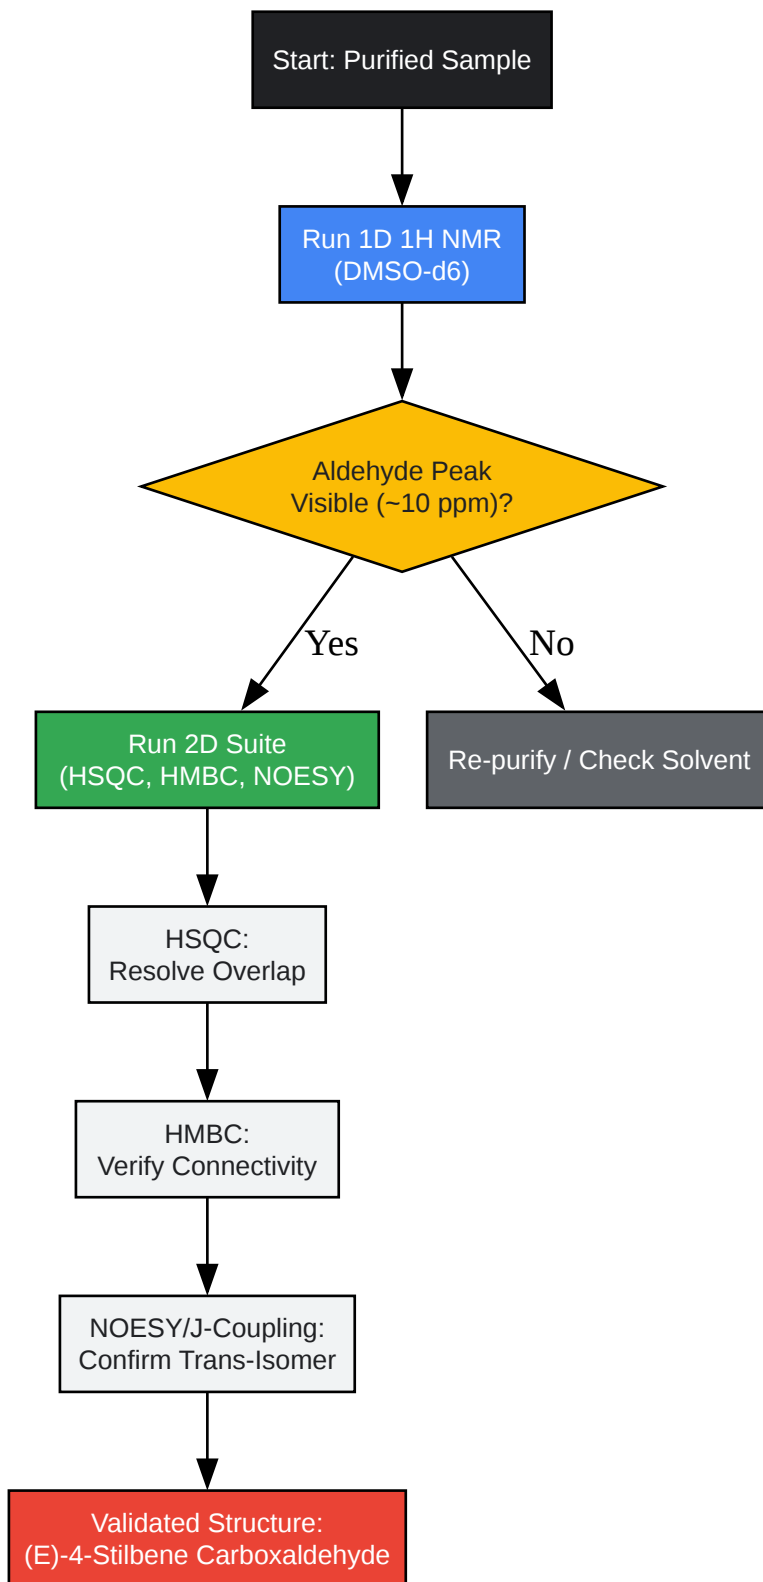 Start: Purified Sample
Run 1D 1H NMR
(DMSO-d6)
Aldehyde Peak
Visible (~10 ppm)?
Yes
No
Run 2D Suite
(HSQC, HMBC, NOESY)
Re-purify / Check Solvent
HSQC:
Resolve Overlap
HMBC:
Verify Connectivity
NOESY/J-Coupling:
Confirm Trans-Isomer
Validated Structure:
(E)-4-Stilbene Carboxaldehyde